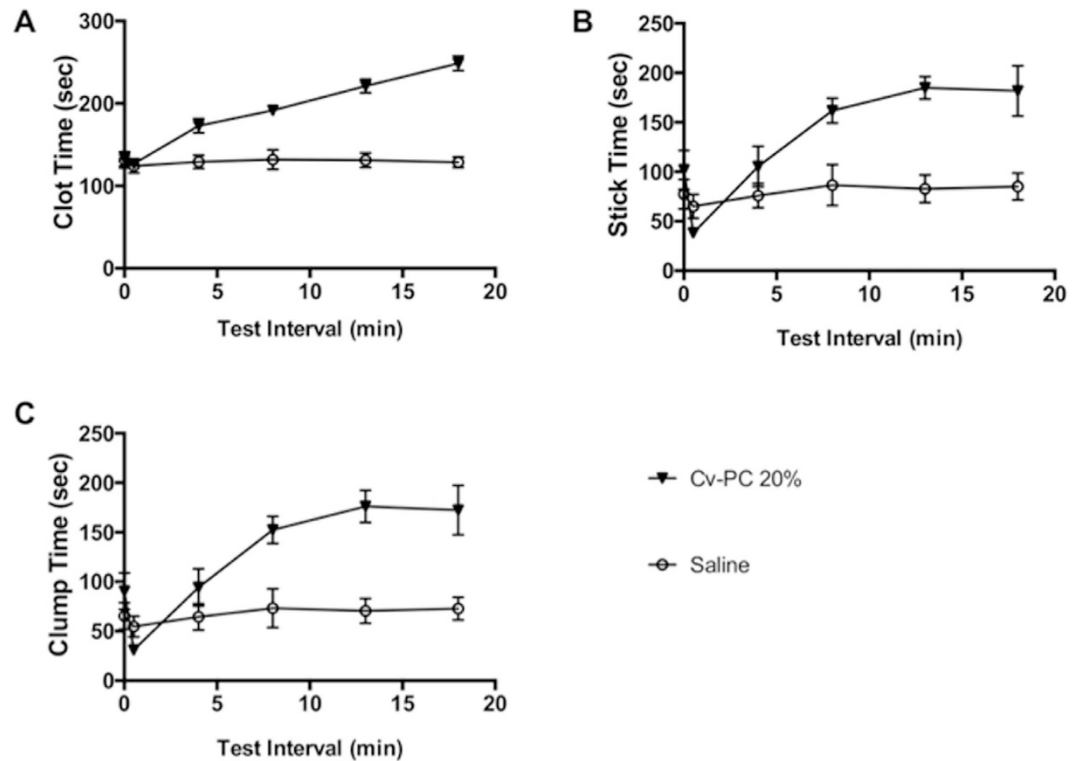 A
300
200
100
0
Clot Time (sec)
0 5 10 15 20
Test Interval (min)
B
250
200
150
100
50
0
Stick Time (sec)
0 5 10 15 20
Test Interval (min)
C
250
200
150
100
50
0
Clump Time (sec)
0 5 10 15 20
Test Interval (min)
Cv-PC 20%
Saline